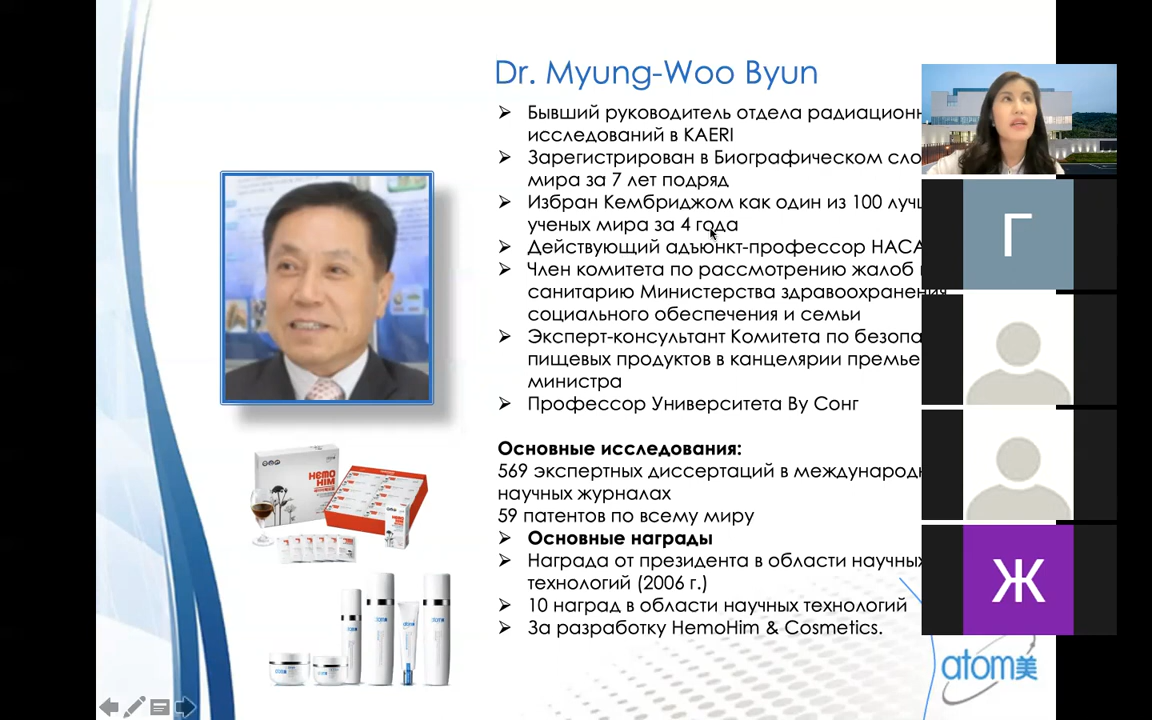 Dr. Myung-Woo Byun
Бывший руководитель отдела радиационн
исследований в KAERI
Зарегистрирован в Биографическом сло
мира за 7 лет подряд
Избран Кембриджом как один из 100 лучш
ученых мира за 4 года
Действующий адъюнкт-профессор НАСА
Член комитета по рассмотрению жалоб
санитарию Министерства здравоохранения
социального обеспечения и семьи
Эксперт-консультант Комитета по безопа
пищевых продуктов в канцелярии премье
министра
Профессор Университета Ву Сонг
Основные исследования:
569 экспертных диссертаций в международн
научных журналах
59 патентов по всему миру
Основные награды
Награда от президента в области научных
технологий (2006 г.)
10 наград в области научных технологий
За разработку HemoHim & Cosmetics.
HEMO
HIM
Г
Ж
atom美